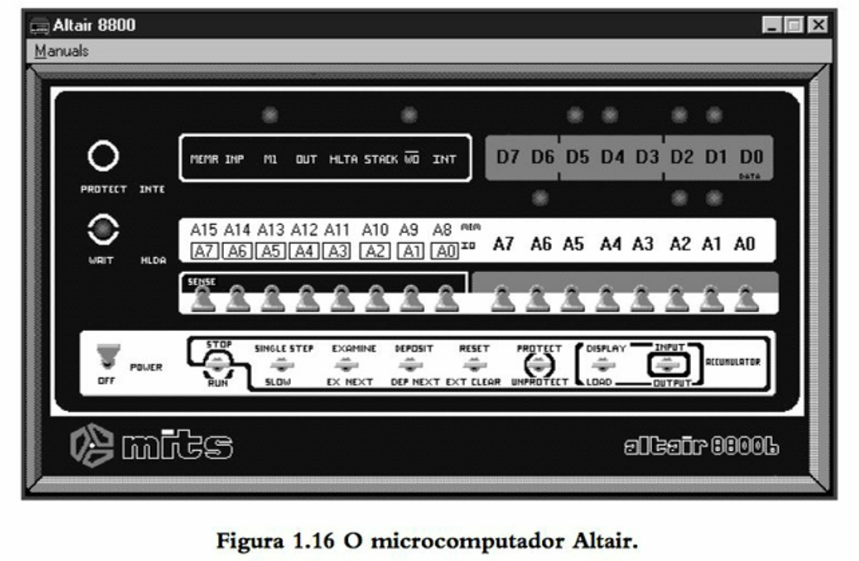 Altair 8800
Manuals
MEMR INP M1 OUT HLTA STACK WO INT
D7 D6 D5 D4 D3 D2 D1 D0
DATA
PROTECT INTE
A15 A14 A13 A12 A11 A10 A9 A8 MEM
A7 A6 A5 A4 A3 A2 A1 A0 IO
A7 A6 A5 A4 A3 A2 A1 A0
WAIT HLDA
SENSE
STOP SINGLE STEP EXAMINE DEPOSIT RESET PROTECT DISPLAY INPUT
POWER ACCUMULATOR
OFF RUN SLOW EX NEXT DEP NEXT EXT CLEAR UNPROTECT LOAD OUTPUT
mits altair 8800b
Figura 1.16 O microcomputador Altair.